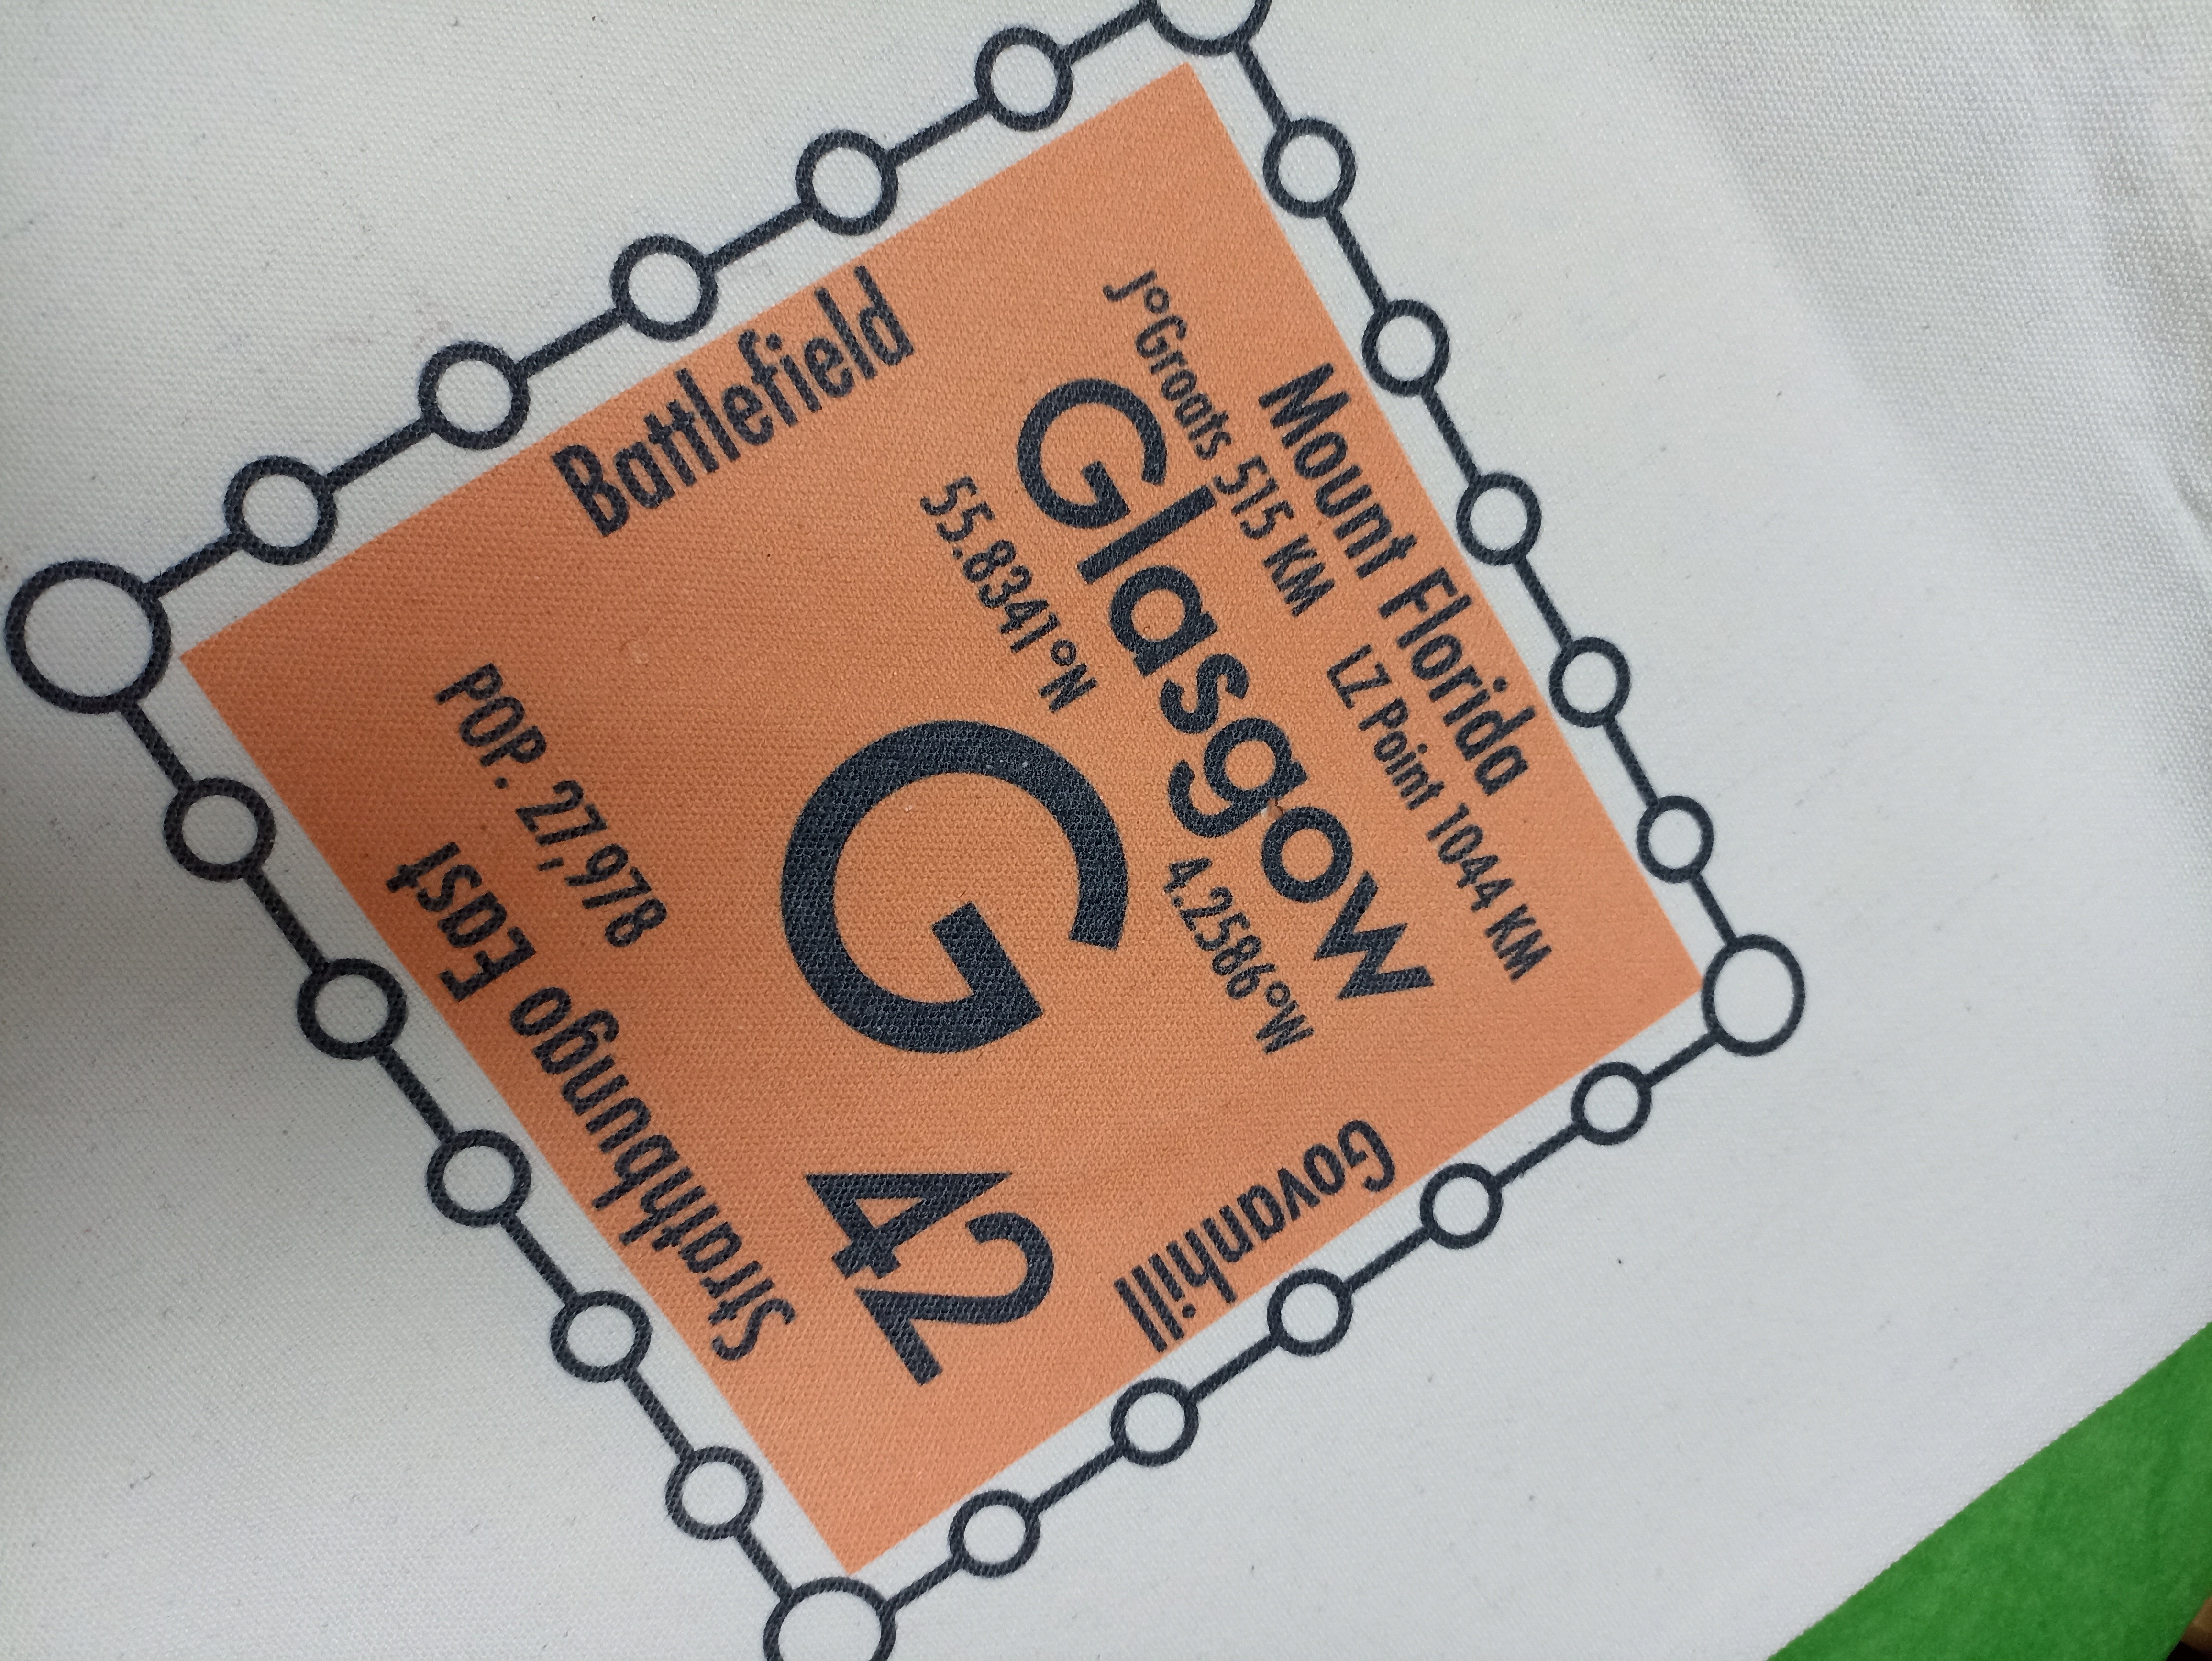 Mount Florida
J°Groats 515 KM LZ Point 1044 KM
Glasgow
55.8341°N 4.2586°W
Battlefield
G 42
Govanhill
POP. 27,978
Strathbungo East